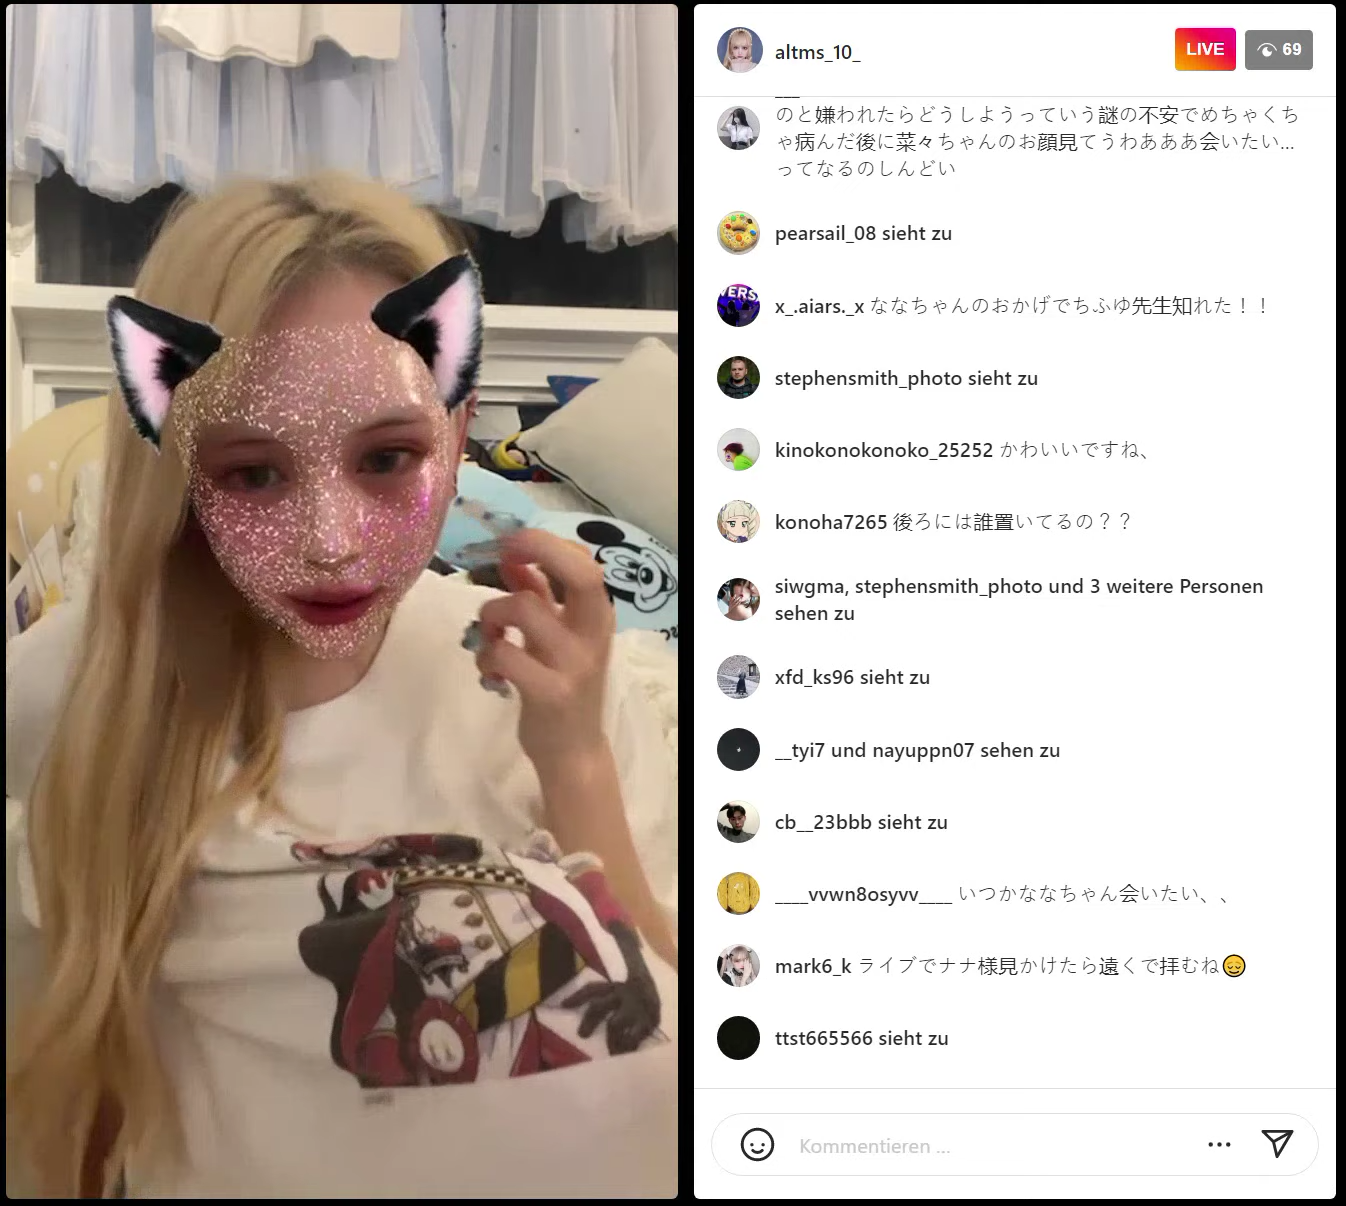 altms_10_
LIVE
69
のと嫌われたらどうしようっていう謎の不安でめちゃくち
ゃ病んだ後に菜々ちゃんのお顔見てうわあああ会いたい...
ってなるのしんどい
pearsail_08 sieht zu
x_.aiars._x ななちゃんのおかげでちふゆ先生知れた！！
stephensmith_photo sieht zu
kinokonokonoko_25252 かわいいですね、
konoha7265 後ろには誰置いてるの？？
siwgma, stephensmith_photo und 3 weitere Personen
sehen zu
xfd_ks96 sieht zu
__tyi7 und nayuppn07 sehen zu
cb__23bbb sieht zu
____vvwn8osyvv____ いつかななちゃん会いたい、、
mark6_k ライブでナナ様見かけたら遠くで拝むね😌
ttst665566 sieht zu
Kommentieren ...